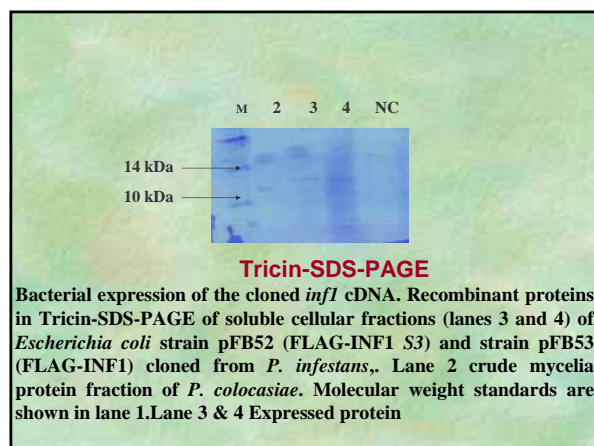 M 2 3 4 NC
14 kDa
10 kDa
Tricin-SDS-PAGE
Bacterial expression of the cloned inf1 cDNA. Recombinant proteins
in Tricin-SDS-PAGE of soluble cellular fractions (lanes 3 and 4) of
Escherichia coli strain pFB52 (FLAG-INF1 S3) and strain pFB53
(FLAG-INF1) cloned from P. infestans,. Lane 2 crude mycelia
protein fraction of P. colocasiae. Molecular weight standards are
shown in lane 1.Lane 3 & 4 Expressed protein